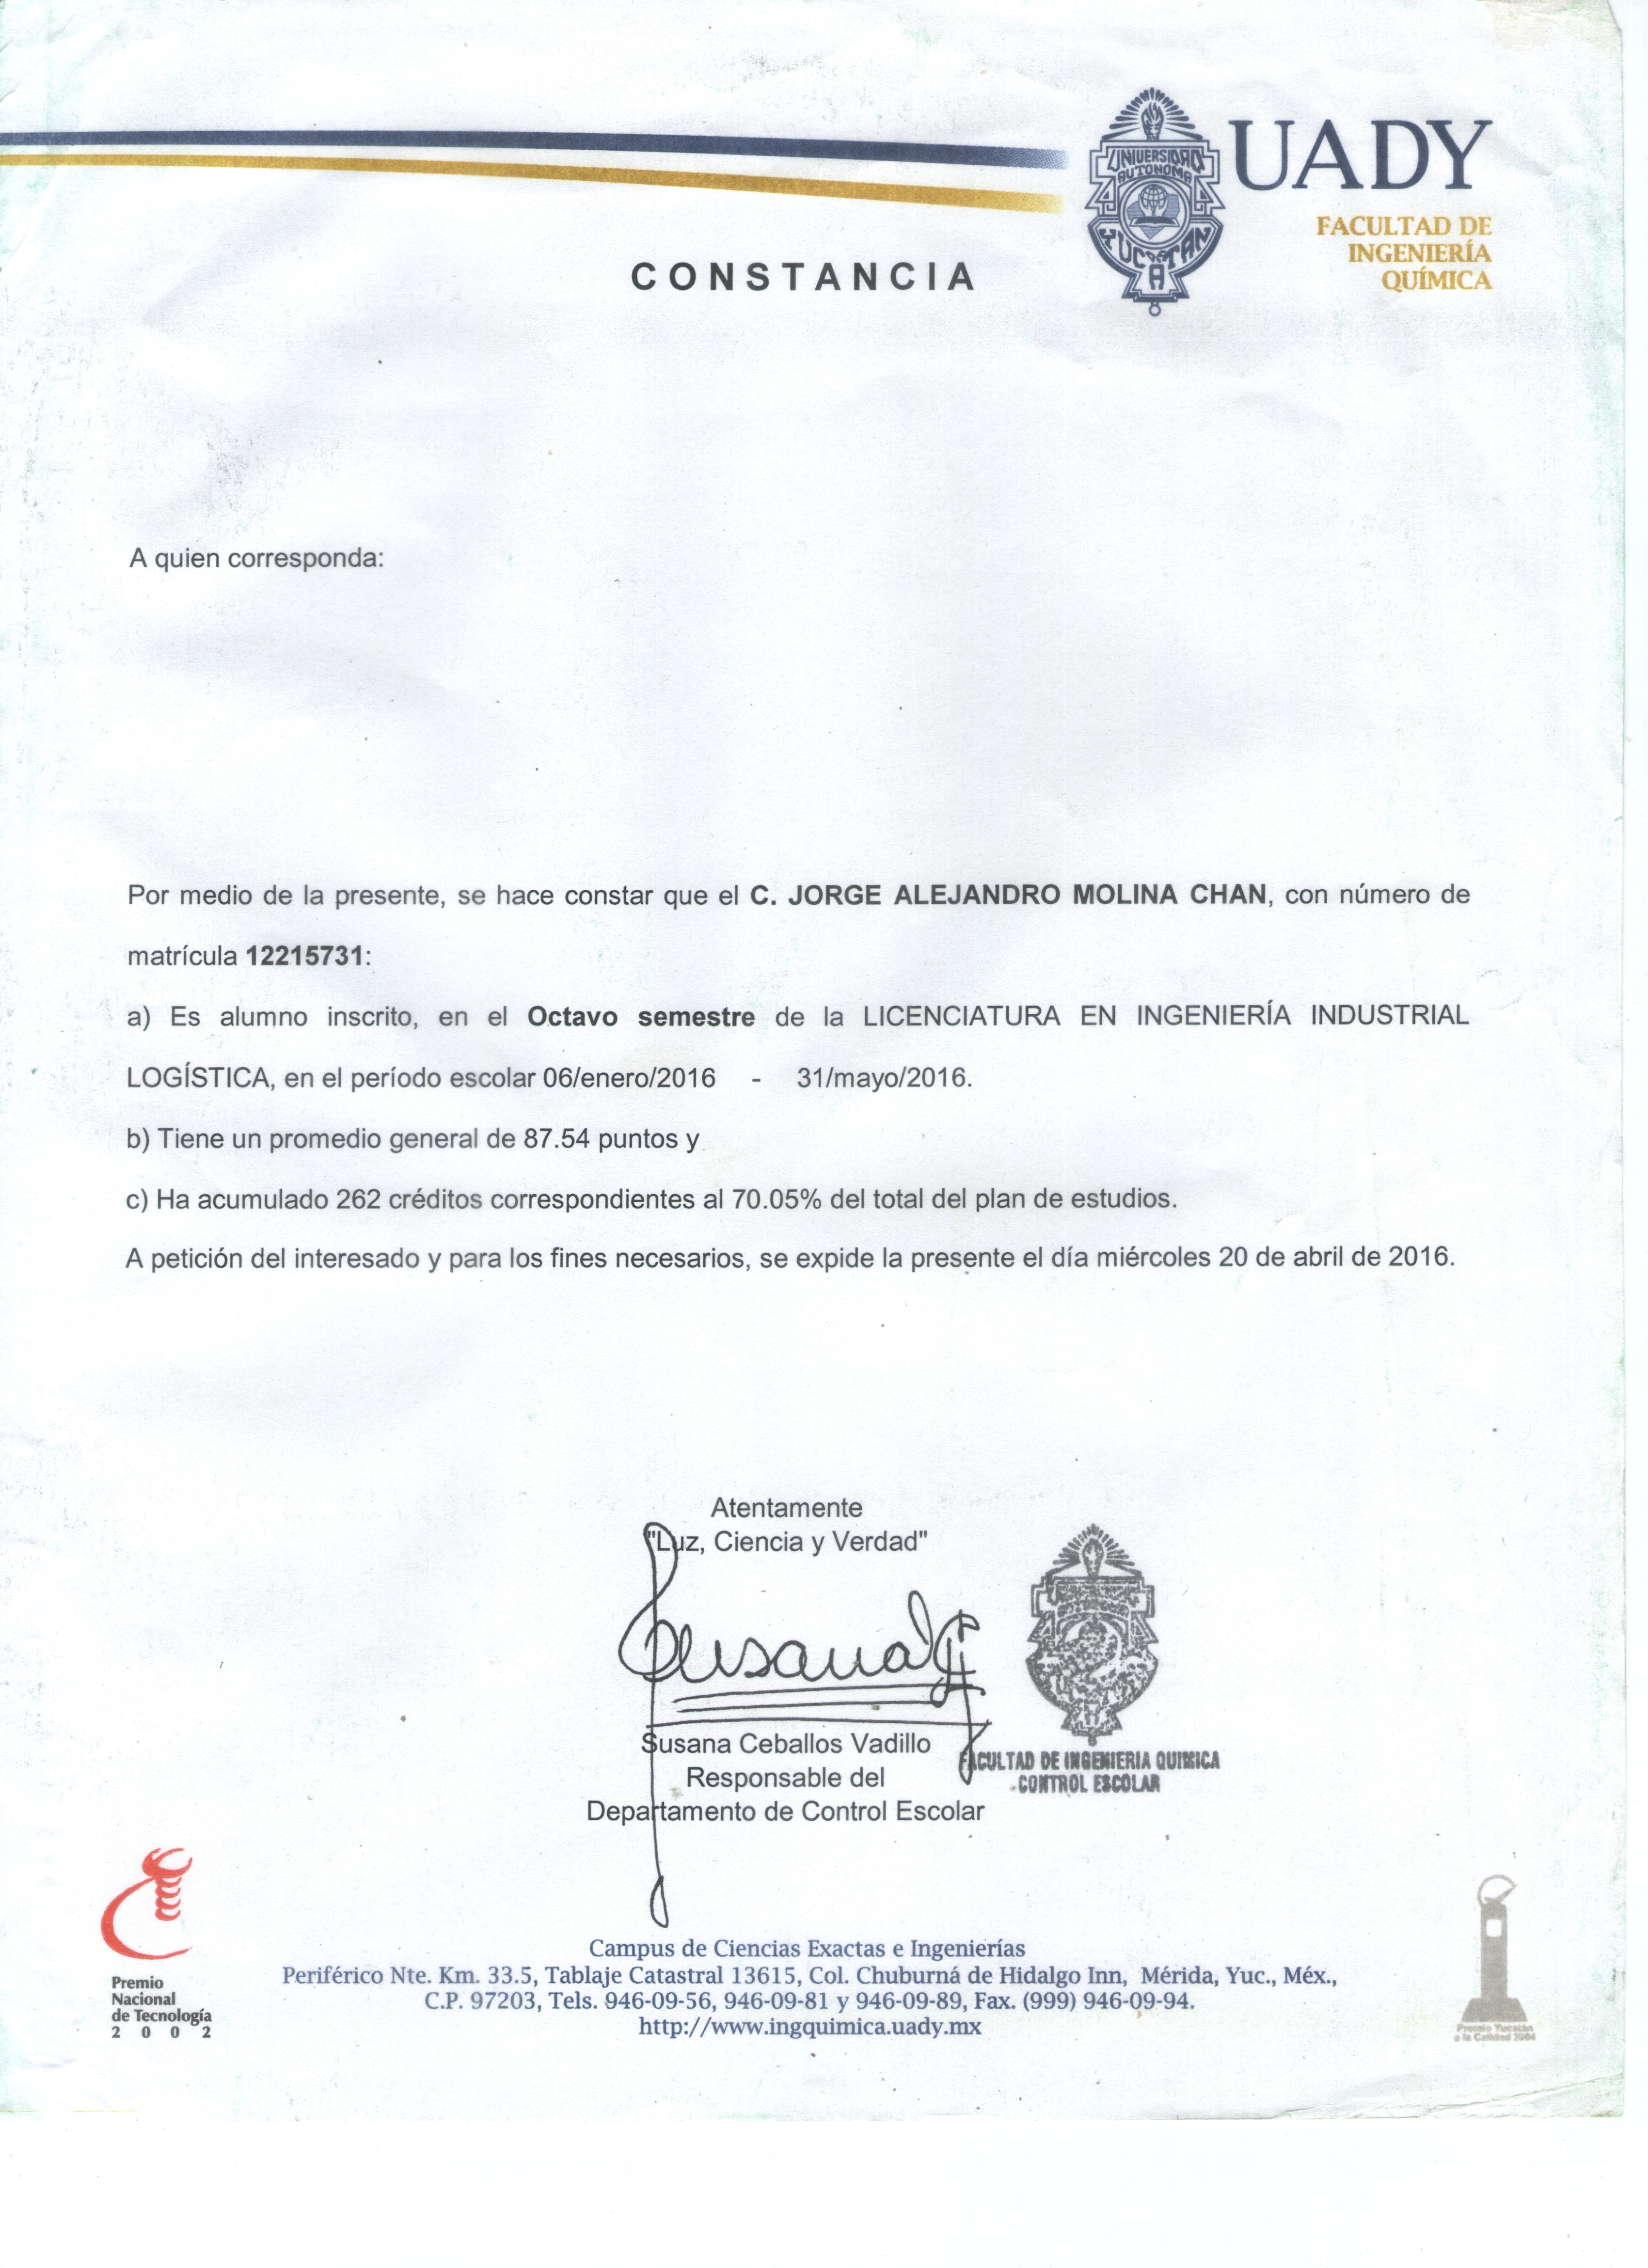 UNIVERSIDAD
AUTONOMA
YUCATAN
UADY
FACULTAD DE
INGENIERÍA
QUÍMICA
CONSTANCIA
A quien corresponda:
Por medio de la presente, se hace constar que el C. JORGE ALEJANDRO MOLINA CHAN, con número de
matrícula 12215731:
a) Es alumno inscrito, en el Octavo semestre de la LICENCIATURA EN INGENIERÍA INDUSTRIAL
LOGÍSTICA, en el período escolar 06/enero/2016 - 31/mayo/2016.
b) Tiene un promedio general de 87.54 puntos y
c) Ha acumulado 262 créditos correspondientes al 70.05% del total del plan de estudios.
A petición del interesado y para los fines necesarios, se expide la presente el día miércoles 20 de abril de 2016.
Atentamente
"Luz, Ciencia y Verdad"
Susana
Susana Ceballos Vadillo
Responsable del
Departamento de Control Escolar
FACULTAD DE INGENIERIA QUIMICA
CONTROL ESCOLAR
Premio
Nacional
de Tecnología
2 0 0 2
Campus de Ciencias Exactas e Ingenierías
Periférico Nte. Km. 33.5, Tablaje Catastral 13615, Col. Chuburná de Hidalgo Inn, Mérida, Yuc., Méx.,
C.P. 97203, Tels. 946-09-56, 946-09-81 y 946-09-89, Fax. (999) 946-09-94.
http://www.ingquimica.uady.mx
Premio Yucatán
a la Calidad 2004